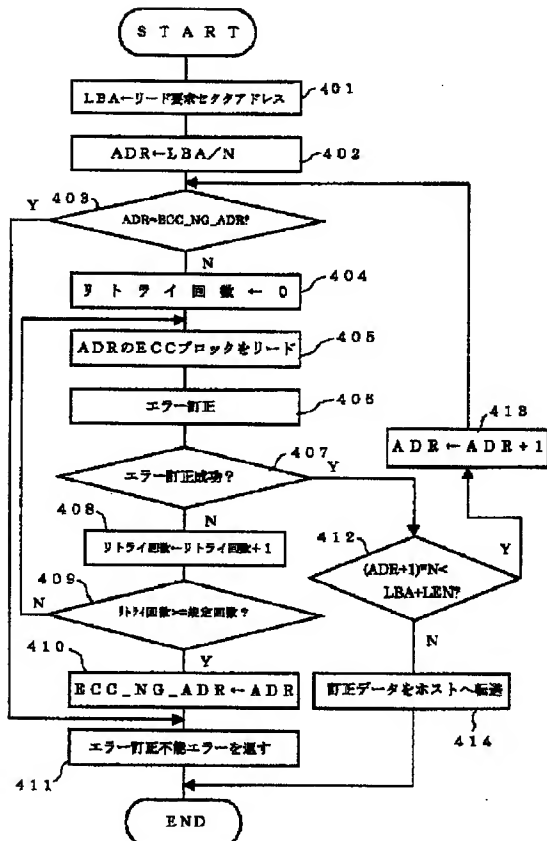 START
LBA←リード要求セクタアドレス
401
ADR←LBA/N
402
403
Y
ADR=ECC_NG_ADR?
N
リトライ回数←0
404
405
ADRのECCブロックをリード
エラー訂正
406
413
ADR←ADR+1
407
エラー訂正成功?
Y
408
N
リトライ回数←リトライ回数+1
412
(ADR+1)*N<
LBA+LEN?
Y
409
N
リトライ回数>=規定回数?
410
Y
N
ECC_NG_ADR←ADR
訂正データをホストへ転送
414
エラー訂正不能エラーを返す
411
END